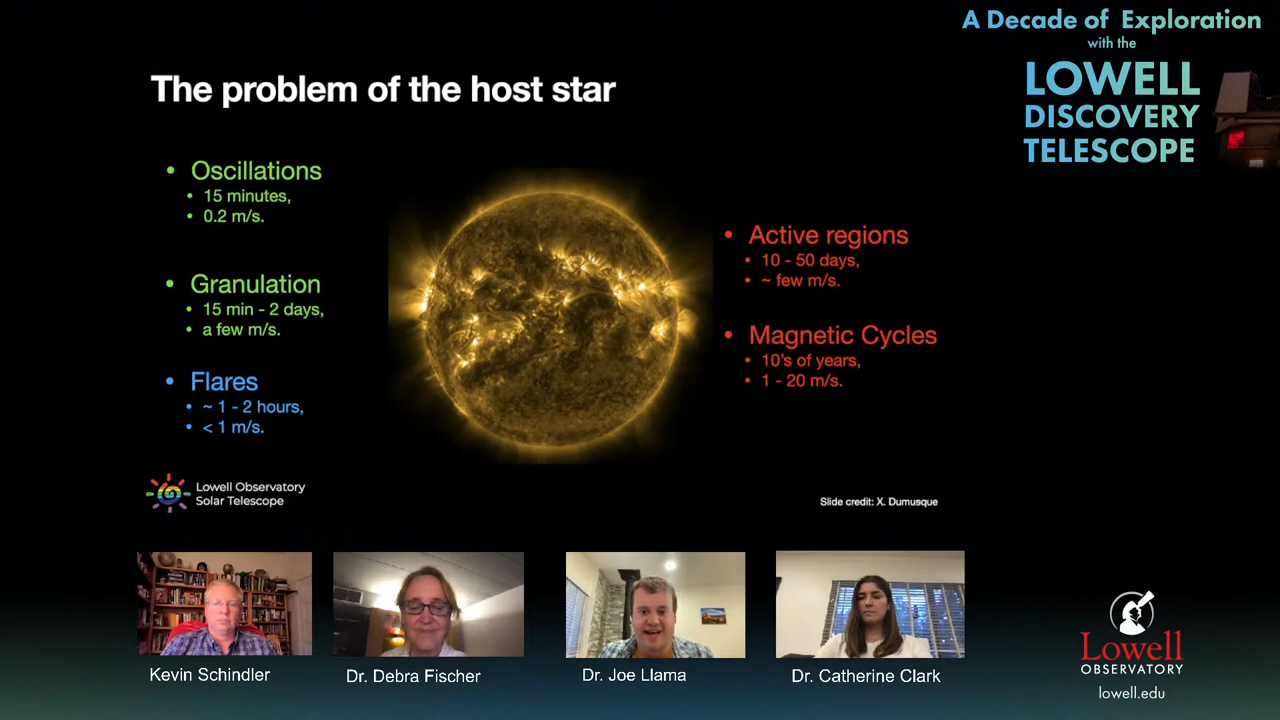 A Decade of Exploration
with the
LOWELL
DISCOVERY
TELESCOPE
The problem of the host star
• Oscillations
• 15 minutes,
• 0.2 m/s.
• Granulation
• 15 min - 2 days,
• a few m/s.
• Flares
• ~ 1 - 2 hours,
• < 1 m/s.
• Active regions
• 10 - 50 days,
• ~ few m/s.
• Magnetic Cycles
• 10's of years,
• 1 - 20 m/s.
Lowell Observatory
Solar Telescope
Slide credit: X. Dumusque
Kevin Schindler
Dr. Debra Fischer
Dr. Joe Llama
Dr. Catherine Clark
Lowell
OBSERVATORY
lowell.edu